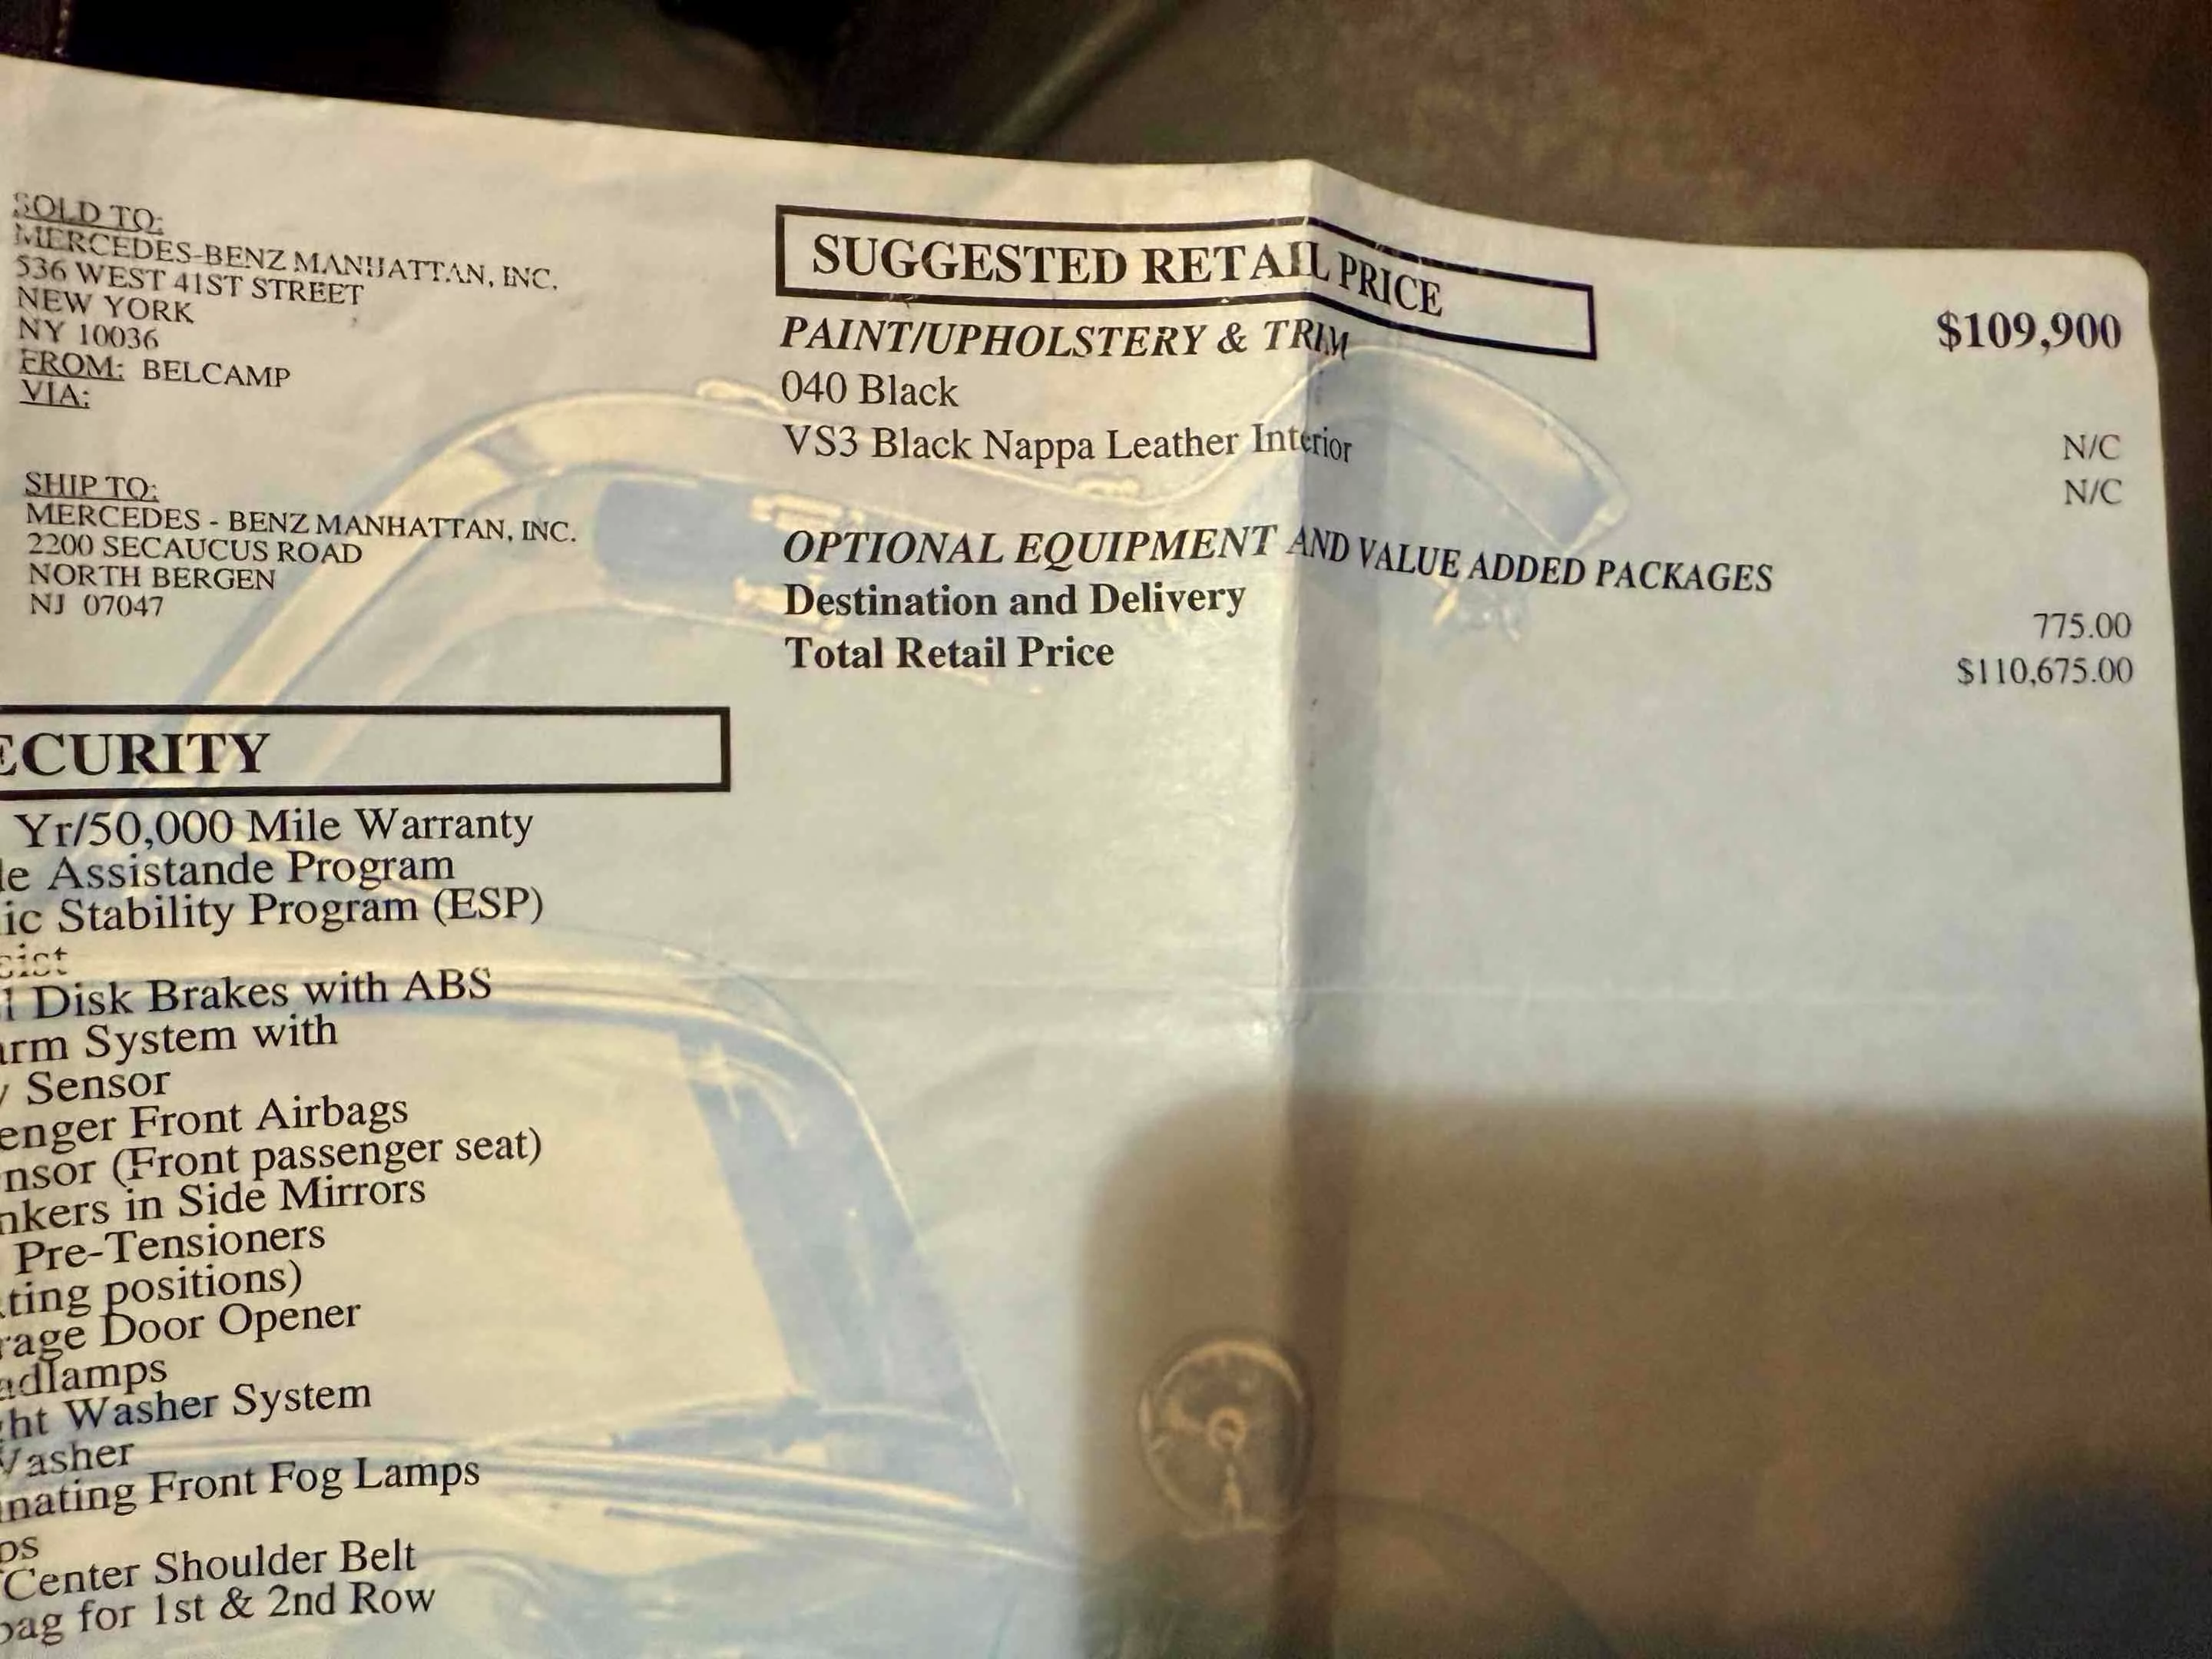 SOLD TO:
MERCEDES-BENZ MANHATTAN, INC.
536 WEST 41ST STREET
NEW YORK
NY 10036
FROM: BELCAMP
VIA:
SHIP TO:
MERCEDES - BENZ MANHATTAN, INC.
2200 SECAUCUS ROAD
NORTH BERGEN
NJ 07047
SUGGESTED RETAIL PRICE $109,900
PAINT/UPHOLSTERY & TRIM
040 Black N/C
VS3 Black Nappa Leather Interior N/C
OPTIONAL EQUIPMENT AND VALUE ADDED PACKAGES
Destination and Delivery 775.00
Total Retail Price $110,675.00
ECURITY
Yr/50,000 Mile Warranty
le Assistande Program
ic Stability Program (ESP)
sist
l Disk Brakes with ABS
arm System with
y Sensor
enger Front Airbags
nsor (Front passenger seat)
nkers in Side Mirrors
Pre-Tensioners
ting positions)
rage Door Opener
adlamps
ht Washer System
Washer
nating Front Fog Lamps
ps
Center Shoulder Belt
bag for 1st & 2nd Row